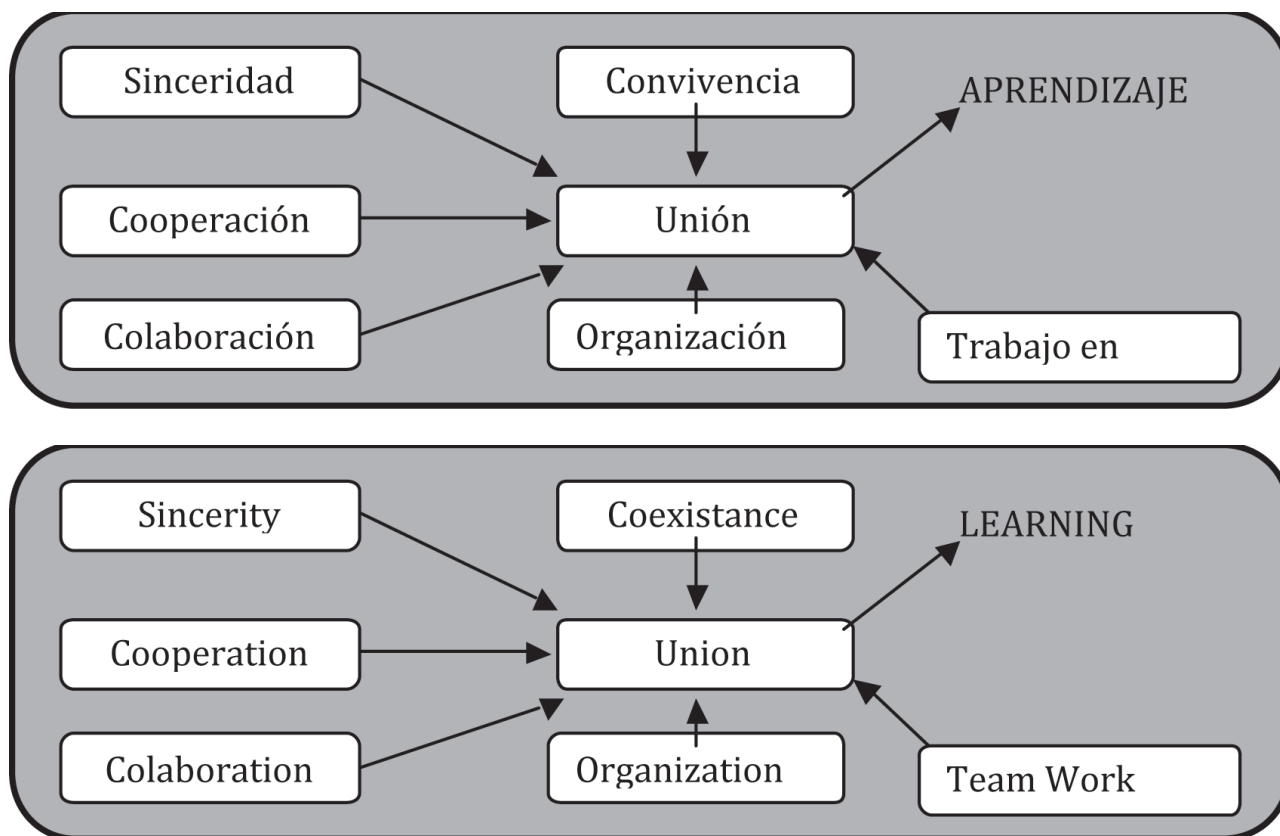 Sinceridad
Convivencia
APRENDIZAJE
Cooperación
Unión
Colaboración
Organización
Trabajo en
Sincerity
Coexistance
LEARNING
Cooperation
Union
Colaboration
Organization
Team Work